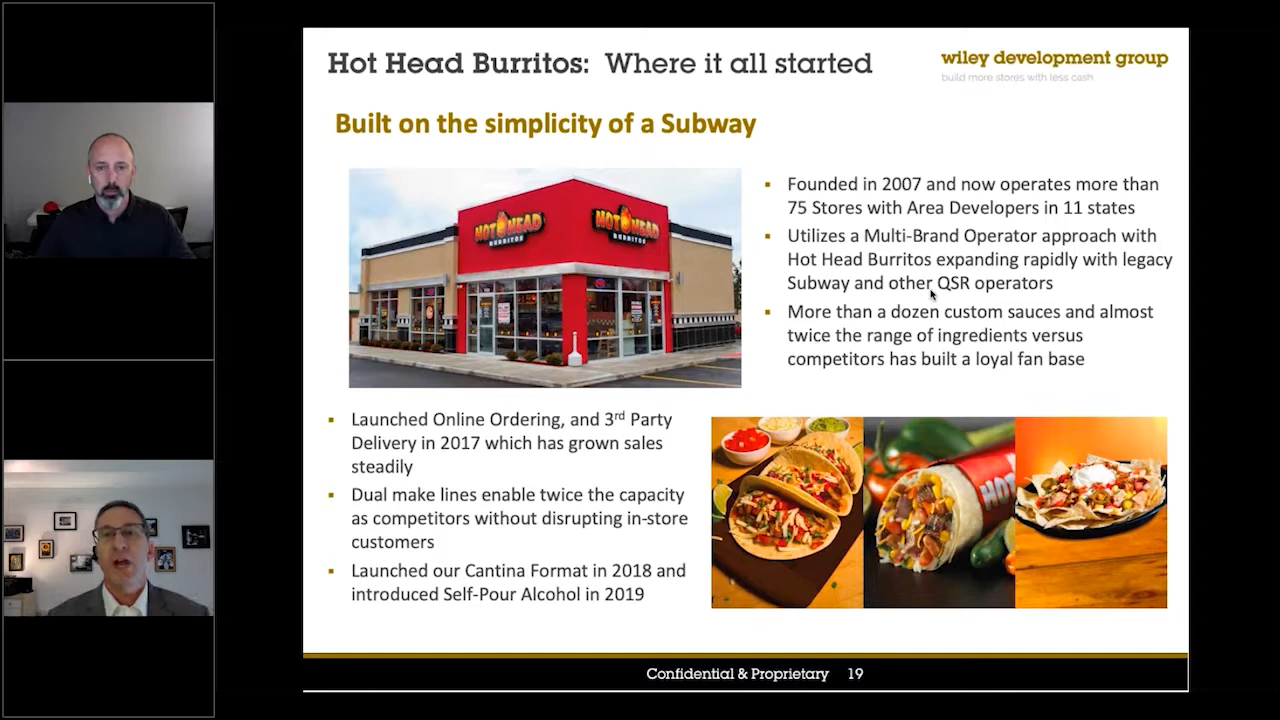 Hot Head Burritos: Where it all started
wiley development group
build more stores with less cash
Built on the simplicity of a Subway
HOT HEAD
BURRITOS
HOT HEAD
BURRITOS
▪ Founded in 2007 and now operates more than
75 Stores with Area Developers in 11 states
▪ Utilizes a Multi-Brand Operator approach with
Hot Head Burritos expanding rapidly with legacy
Subway and other QSR operators
▪ More than a dozen custom sauces and almost
twice the range of ingredients versus
competitors has built a loyal fan base
▪ Launched Online Ordering, and 3rd Party
Delivery in 2017 which has grown sales
steadily
▪ Dual make lines enable twice the capacity
as competitors without disrupting in-store
customers
▪ Launched our Cantina Format in 2018 and
introduced Self-Pour Alcohol in 2019
HO
Confidential & Proprietary 19